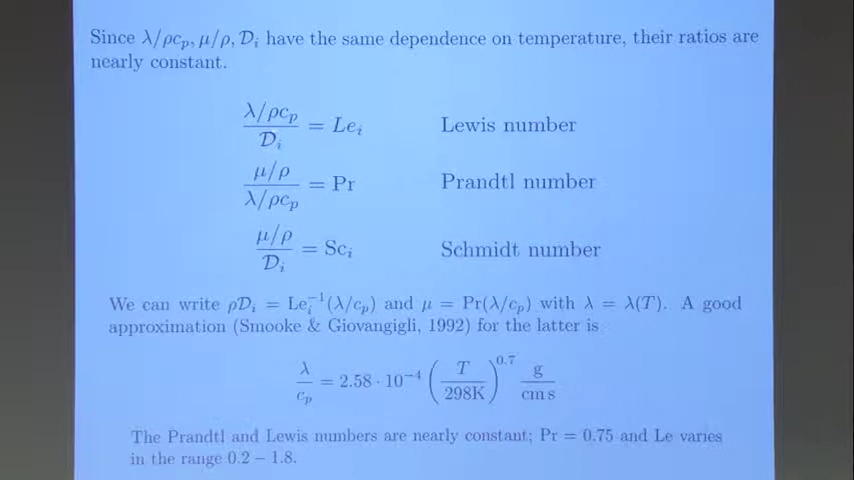 Since λ/ρc_p, μ/ρ, 𝒟_i have the same dependence on temperature, their ratios are
nearly constant.
(λ/ρc_p)/𝒟_i = Le_i Lewis number
(μ/ρ)/(λ/ρc_p) = Pr Prandtl number
(μ/ρ)/𝒟_i = Sc_i Schmidt number
We can write ρ𝒟_i = Le_i^{-1}(λ/c_p) and μ = Pr(λ/c_p) with λ = λ(T). A good
approximation (Smooke & Giovangigli, 1992) for the latter is
λ/c_p = 2.58 · 10^{-4} (T/298K)^{0.7} g/cm s
The Prandtl and Lewis numbers are nearly constant; Pr = 0.75 and Le varies
in the range 0.2 – 1.8.